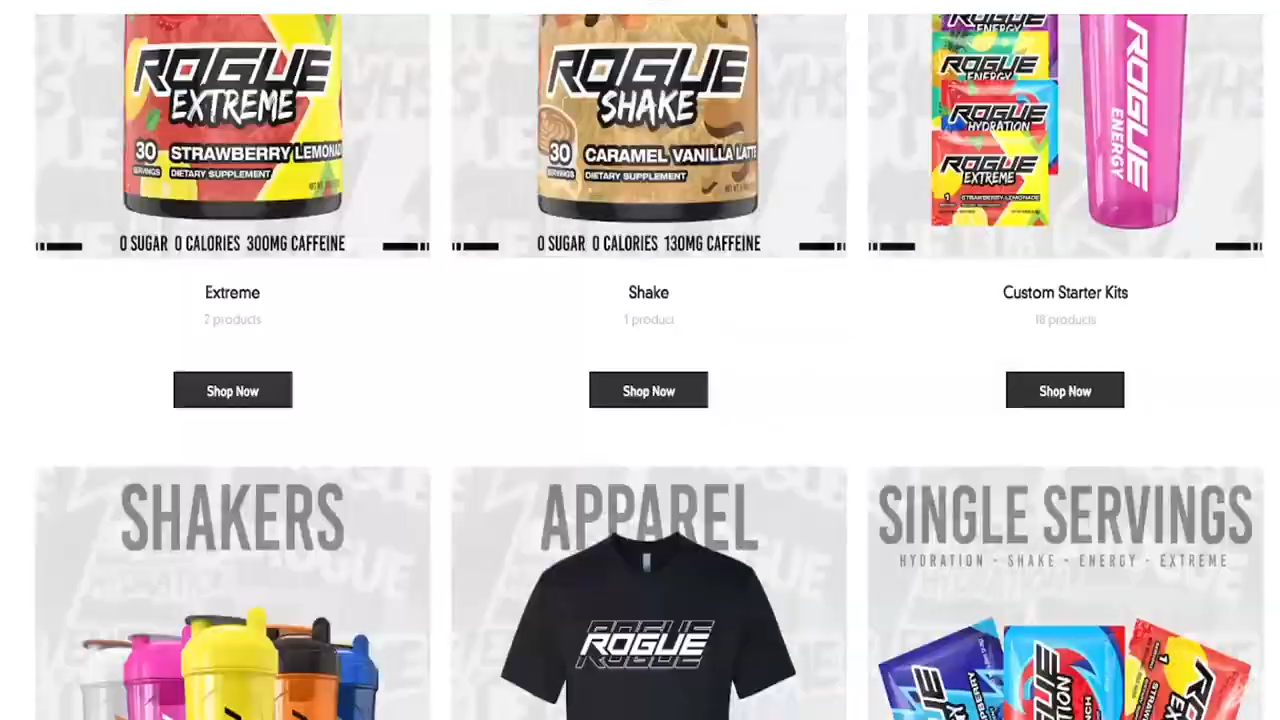 ROGUE
EXTREME
30
SERVINGS
STRAWBERRY LEMONAD
DIETARY SUPPLEMENT
0 SUGAR 0 CALORIES 300MG CAFFEINE
ROGUE
SHAKE
30
SERVINGS
CARAMEL VANILLA LATTE
DIETARY SUPPLEMENT
0 SUGAR 0 CALORIES 130MG CAFFEINE
ROGUE
ENERGY
ROGUE
ENERGY
ROGUE
HYDRATION
ROGUE
EXTREME
1
STRAWBERRY LEMONADE
ROGUE
ENERGY
Extreme
2 products
Shop Now
Shake
1 product
Shop Now
Custom Starter Kits
18 products
Shop Now
SHAKERS
APPAREL
ROGUE
SINGLE SERVINGS
HYDRATION - SHAKE - ENERGY - EXTREME